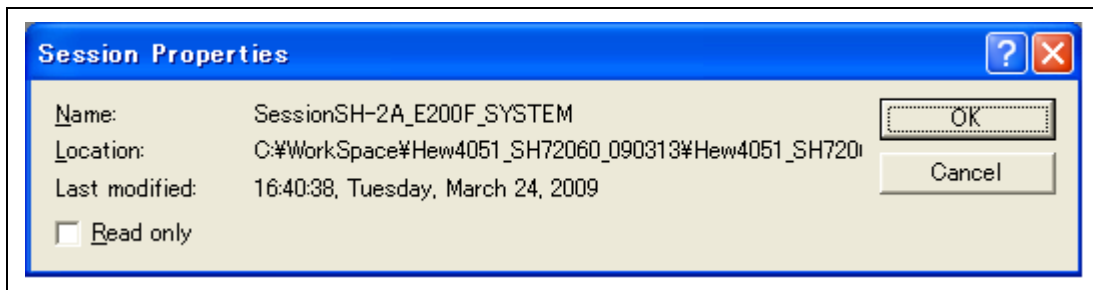 Session Properties
Name: SessionSH-2A_E200F_SYSTEM
OK
Location: C:¥WorkSpace¥Hew4051_SH72060_090313¥Hew4051_SH720
Cancel
Last modified: 16:40:38, Tuesday, March 24, 2009
Read only